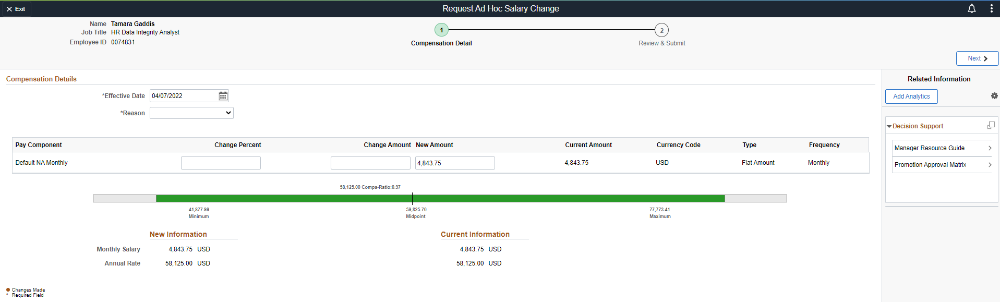 Exit
Request Ad Hoc Salary Change
Name Tamara Gaddis
Job Title HR Data Integrity Analyst
Employee ID 0074831
1
Compensation Detail
2
Review & Submit
Next
Compensation Details
*Effective Date 04/07/2022
*Reason
Pay Component Change Percent Change Amount New Amount Current Amount Currency Code Type Frequency
Default NA Monthly 4,843.75 4,843.75 USD Flat Amount Monthly
58,125.00 Compa-Ratio:0.97
41,877.99 59,825.70 77,773.41
Minimum Midpoint Maximum
New Information Current Information
Monthly Salary 4,843.75 USD 4,843.75 USD
Annual Rate 58,125.00 USD 58,125.00 USD
Changes Made
* Required Field
Related Information
Add Analytics
Decision Support
Manager Resource Guide
Promotion Approval Matrix